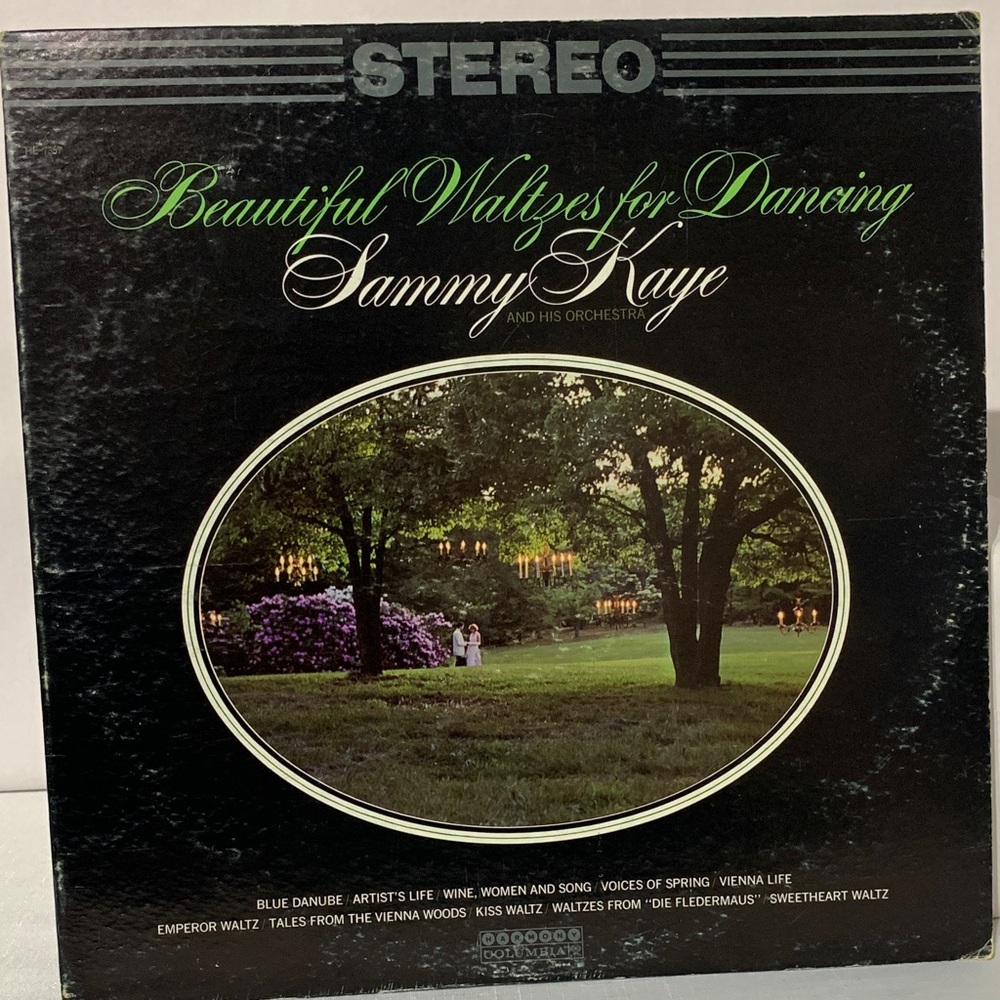 STEREO
Beautiful Waltzes for Dancing
Sammy Kaye
AND HIS ORCHESTRA
BLUE DANUBE / ARTIST'S LIFE / WINE, WOMEN AND SONG / VOICES OF SPRING / VIENNA LIFE
EMPEROR WALTZ / TALES FROM THE VIENNA WOODS / KISS WALTZ / WALTZES FROM "DIE FLEDERMAUS" / SWEETHEART WALTZ
HARMONY
COLUMBIA